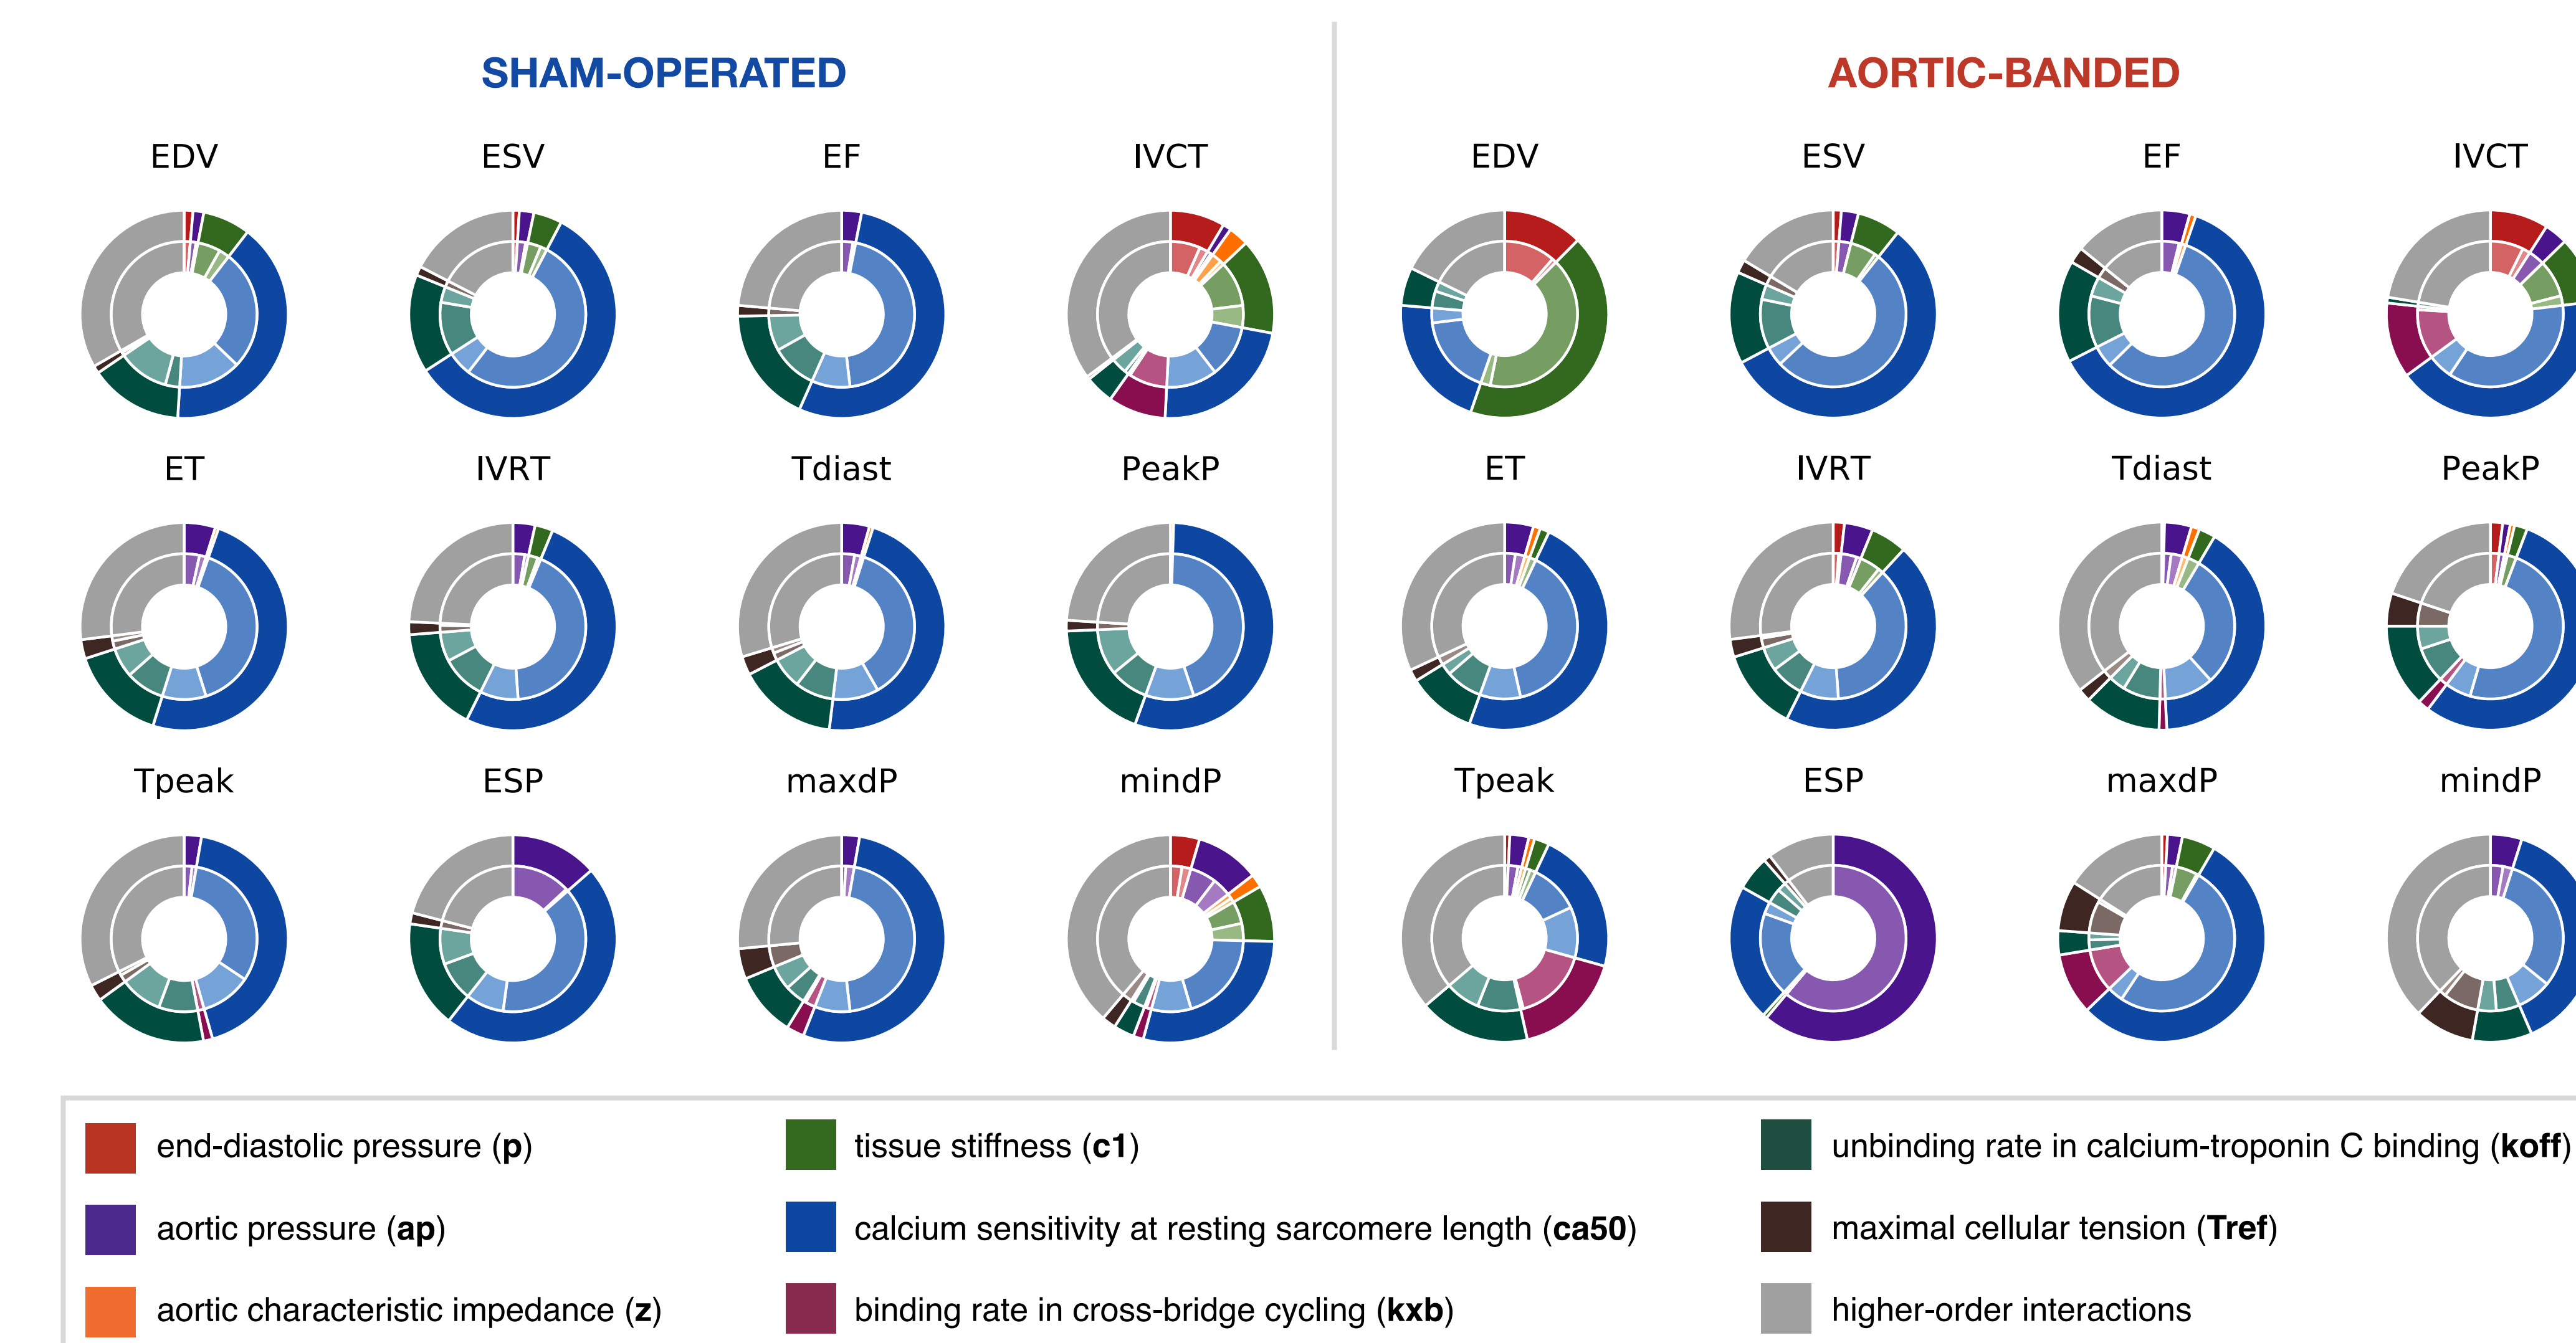 SHAM-OPERATED AORTIC-BANDED
EDV ESV EF IVCT EDV ESV EF IVCT
ET IVRT Tdiast PeakP ET IVRT Tdiast PeakP
Tpeak ESP maxdP mindP Tpeak ESP maxdP mindP
end-diastolic pressure (p) tissue stiffness (c1) unbinding rate in calcium-troponin C binding (koff)
aortic pressure (ap) calcium sensitivity at resting sarcomere length (ca50) maximal cellular tension (Tref)
aortic characteristic impedance (z) binding rate in cross-bridge cycling (kxb) higher-order interactions